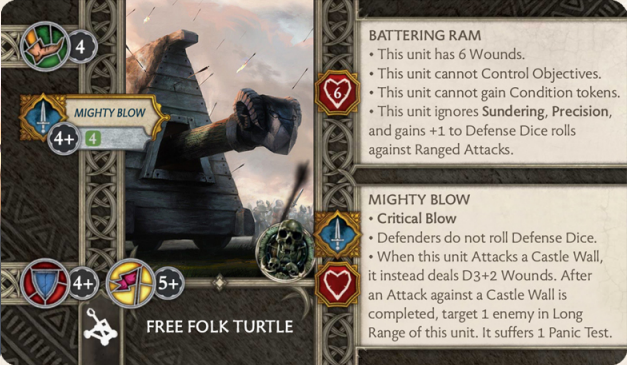 4
MIGHTY BLOW
4+
4
4+
5+
FREE FOLK TURTLE
6
BATTERING RAM
• This unit has 6 Wounds.
• This unit cannot Control Objectives.
• This unit cannot gain Condition tokens.
• This unit ignores Sundering, Precision,
and gains +1 to Defense Dice rolls
against Ranged Attacks.
MIGHTY BLOW
• Critical Blow
• Defenders do not roll Defense Dice.
• When this unit Attacks a Castle Wall,
it instead deals D3+2 Wounds. After
an Attack against a Castle Wall is
completed, target 1 enemy in Long
Range of this unit. It suffers 1 Panic Test.